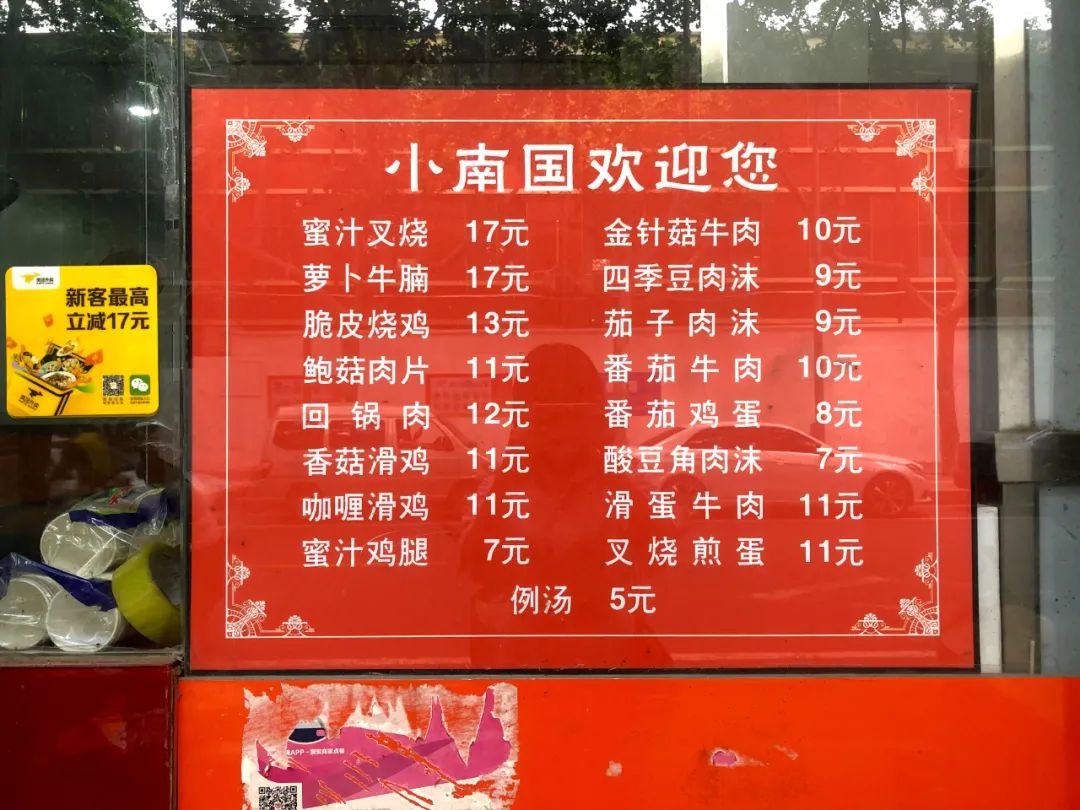 小南国欢迎您
蜜汁叉烧 17元 金针菇牛肉 10元
萝卜牛腩 17元 四季豆肉沫 9元
脆皮烧鸡 13元 茄子肉沫 9元
鲍菇肉片 11元 番茄牛肉 10元
回锅肉 12元 番茄鸡蛋 8元
香菇滑鸡 11元 酸豆角肉沫 7元
咖喱滑鸡 11元 滑蛋牛肉 11元
蜜汁鸡腿 7元 叉烧煎蛋 11元
例汤 5元
美团外卖
新客最高
立减17元
APP